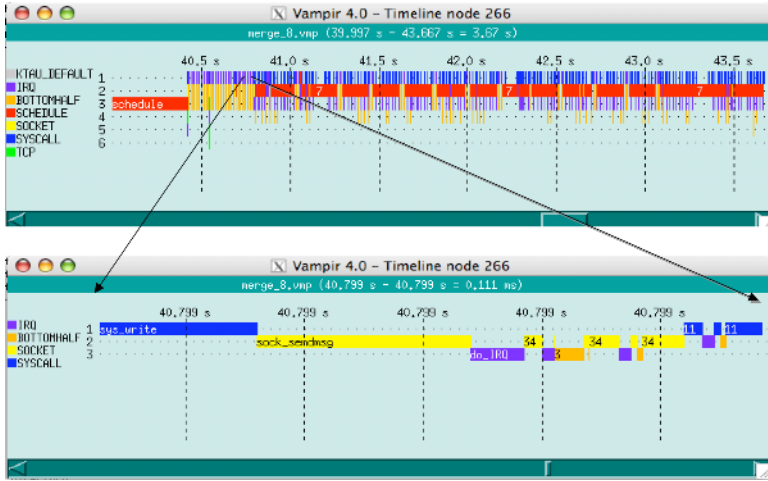 Vampir 4.0 - Timeline node 266
merge_8.vmp (39.997 s - 43.667 s = 3.67 s)
40.5 s 41.0 s 41.5 s 42.0 s 42.5 s 43.0 s 43.5 s
KTAU_DEFAULT 1
IRQ 2 7 7 7
BOTTOMHALF 3 schedule
SCHEDULE 4
SOCKET 5
SYSCALL 6
TCP
Vampir 4.0 - Timeline node 266
merge_8.vmp (40.799 s - 40.799 s = 0.111 ms)
40.799 s 40.799 s 40.799 s 40.799 s 40.799 s
IRQ 1 sys_write 11 11
BOTTOMHALF 2 sock_sendmsg 34 34 34
SOCKET 3 do_IRQ 3
SYSCALL